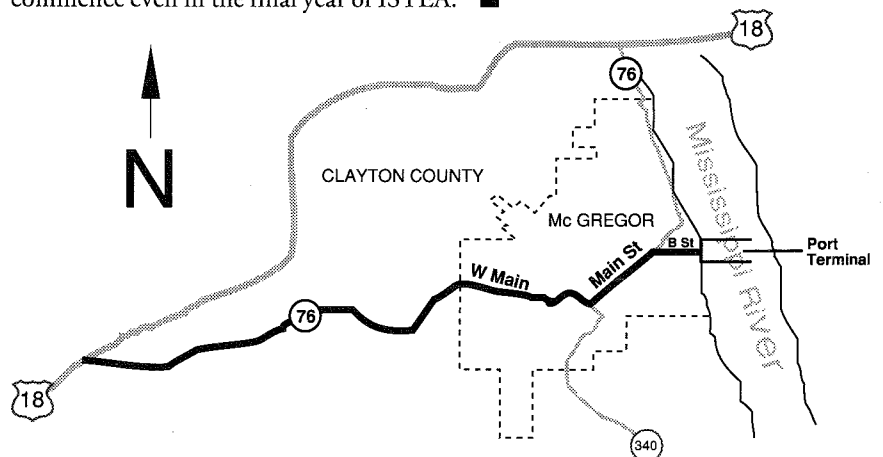 commence even in the final year of ISTEA.
18
76
N
CLAYTON COUNTY
Mississippi River
Mc GREGOR
B St
Port
Terminal
Main St
W Main
76
18
340